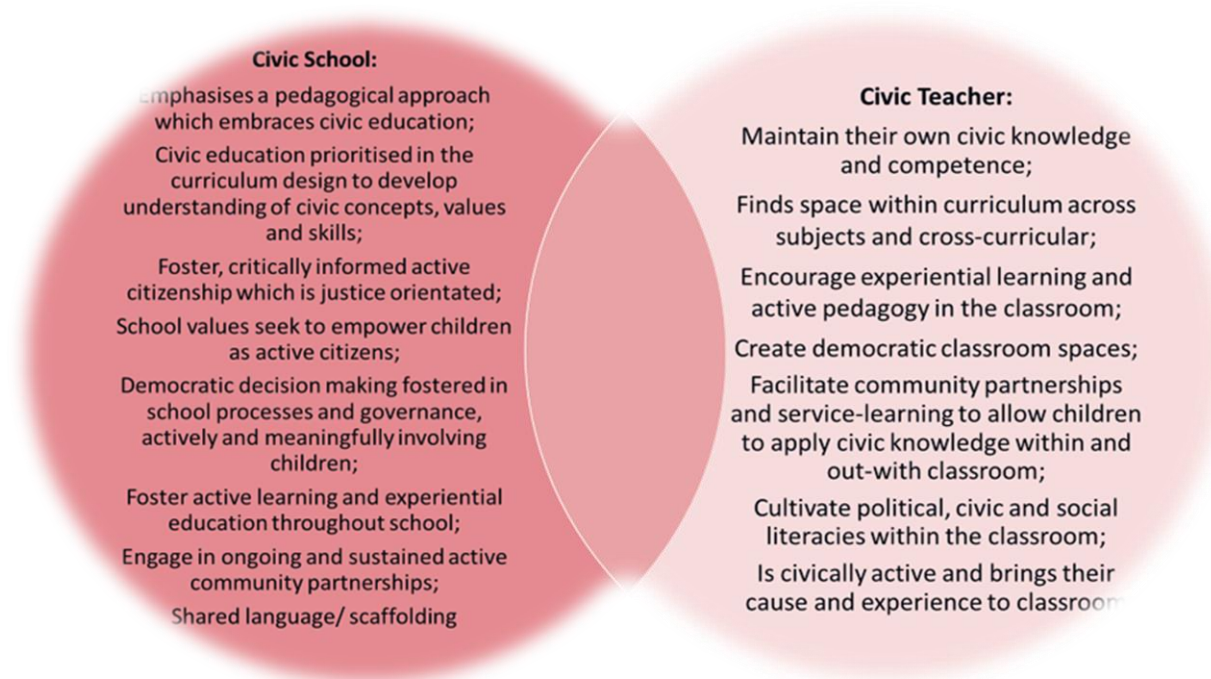 Civic School:
Emphasises a pedagogical approach
which embraces civic education;
Civic education prioritised in the
curriculum design to develop
understanding of civic concepts, values
and skills;
Foster, critically informed active
citizenship which is justice orientated;
School values seek to empower children
as active citizens;
Democratic decision making fostered in
school processes and governance,
actively and meaningfully involving
children;
Foster active learning and experiential
education throughout school;
Engage in ongoing and sustained active
community partnerships;
Shared language/ scaffolding
Civic Teacher:
Maintain their own civic knowledge
and competence;
Finds space within curriculum across
subjects and cross-curricular;
Encourage experiential learning and
active pedagogy in the classroom;
Create democratic classroom spaces;
Facilitate community partnerships
and service-learning to allow children
to apply civic knowledge within and
out-with classroom;
Cultivate political, civic and social
literacies within the classroom;
Is civically active and brings their
cause and experience to classroom